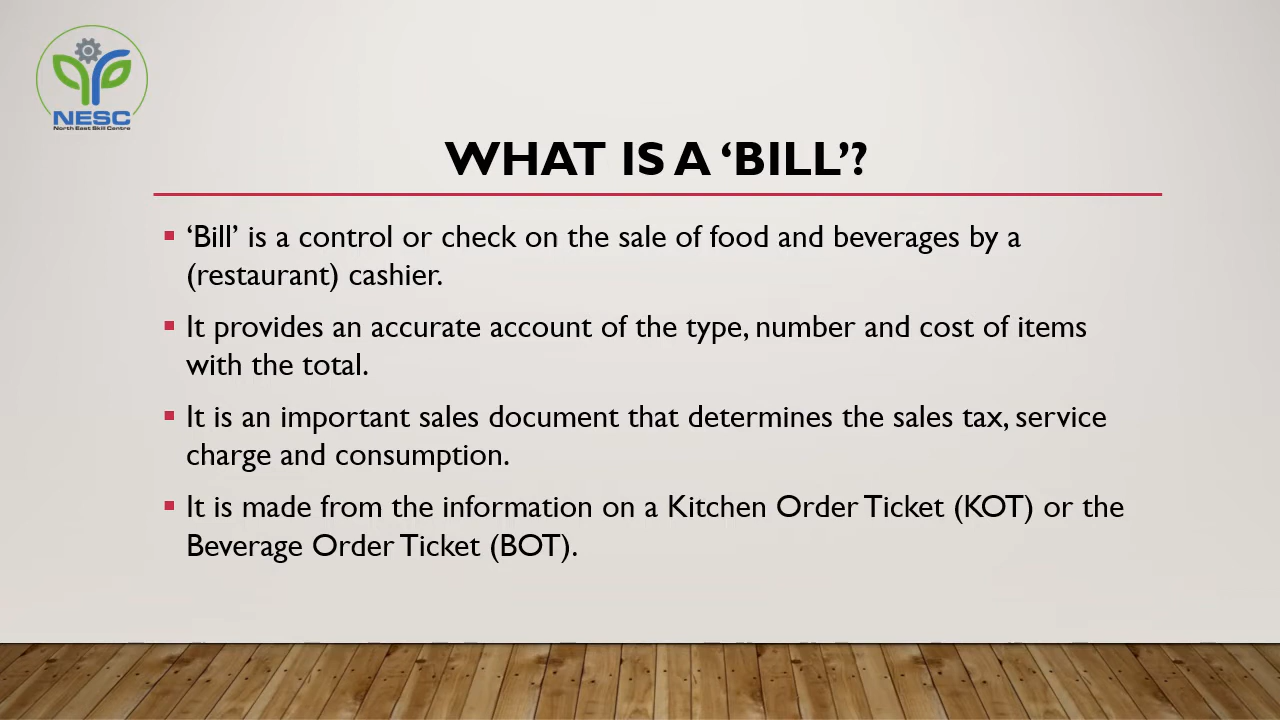 NESC
North East Skill Centre
WHAT IS A ‘BILL’?
▪ ‘Bill’ is a control or check on the sale of food and beverages by a
(restaurant) cashier.
▪ It provides an accurate account of the type, number and cost of items
with the total.
▪ It is an important sales document that determines the sales tax, service
charge and consumption.
▪ It is made from the information on a Kitchen Order Ticket (KOT) or the
Beverage Order Ticket (BOT).